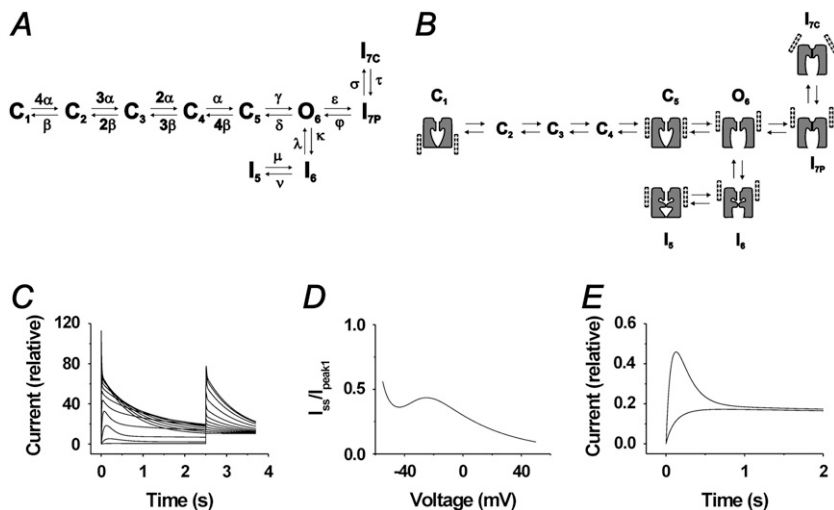 A
B
I7C
σ τ
4α 3α 2α α γ ε
C1 C2 C3 C4 C5 O6 I7P
β 2β 3β 4β δ φ
λ κ
μ
I5 I6
ν
I7C
C1 C5 O6
C2 C3 C4
I7P
I5 I6
C
Current (relative)
120
80
40
0
0 1 2 3 4
Time (s)
D
Iss/Ipeak1
1.0
0.5
0.0
-40 0 40
Voltage (mV)
E
Current (relative)
0.6
0.4
0.2
0.0
0 1 2
Time (s)